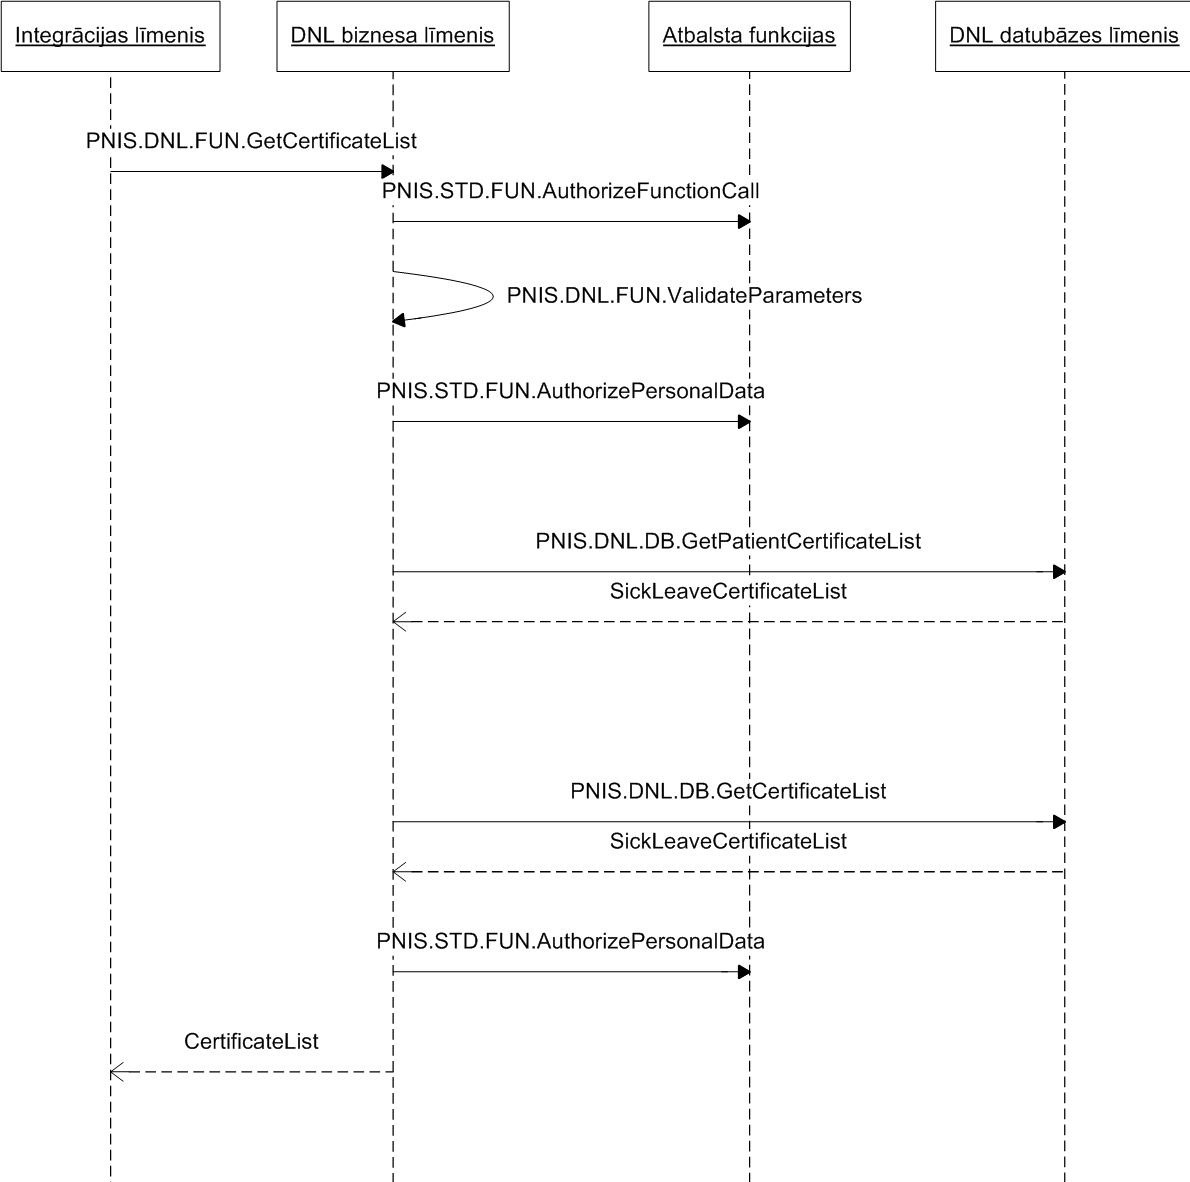 Integrācijas līmenis
DNL biznesa līmenis
Atbalsta funkcijas
DNL datubāzes līmenis
PNIS.DNL.FUN.GetCertificateList
PNIS.STD.FUN.AuthorizeFunctionCall
PNIS.DNL.FUN.ValidateParameters
PNIS.STD.FUN.AuthorizePersonalData
PNIS.DNL.DB.GetPatientCertificateList
SickLeaveCertificateList
PNIS.DNL.DB.GetCertificateList
SickLeaveCertificateList
PNIS.STD.FUN.AuthorizePersonalData
CertificateList